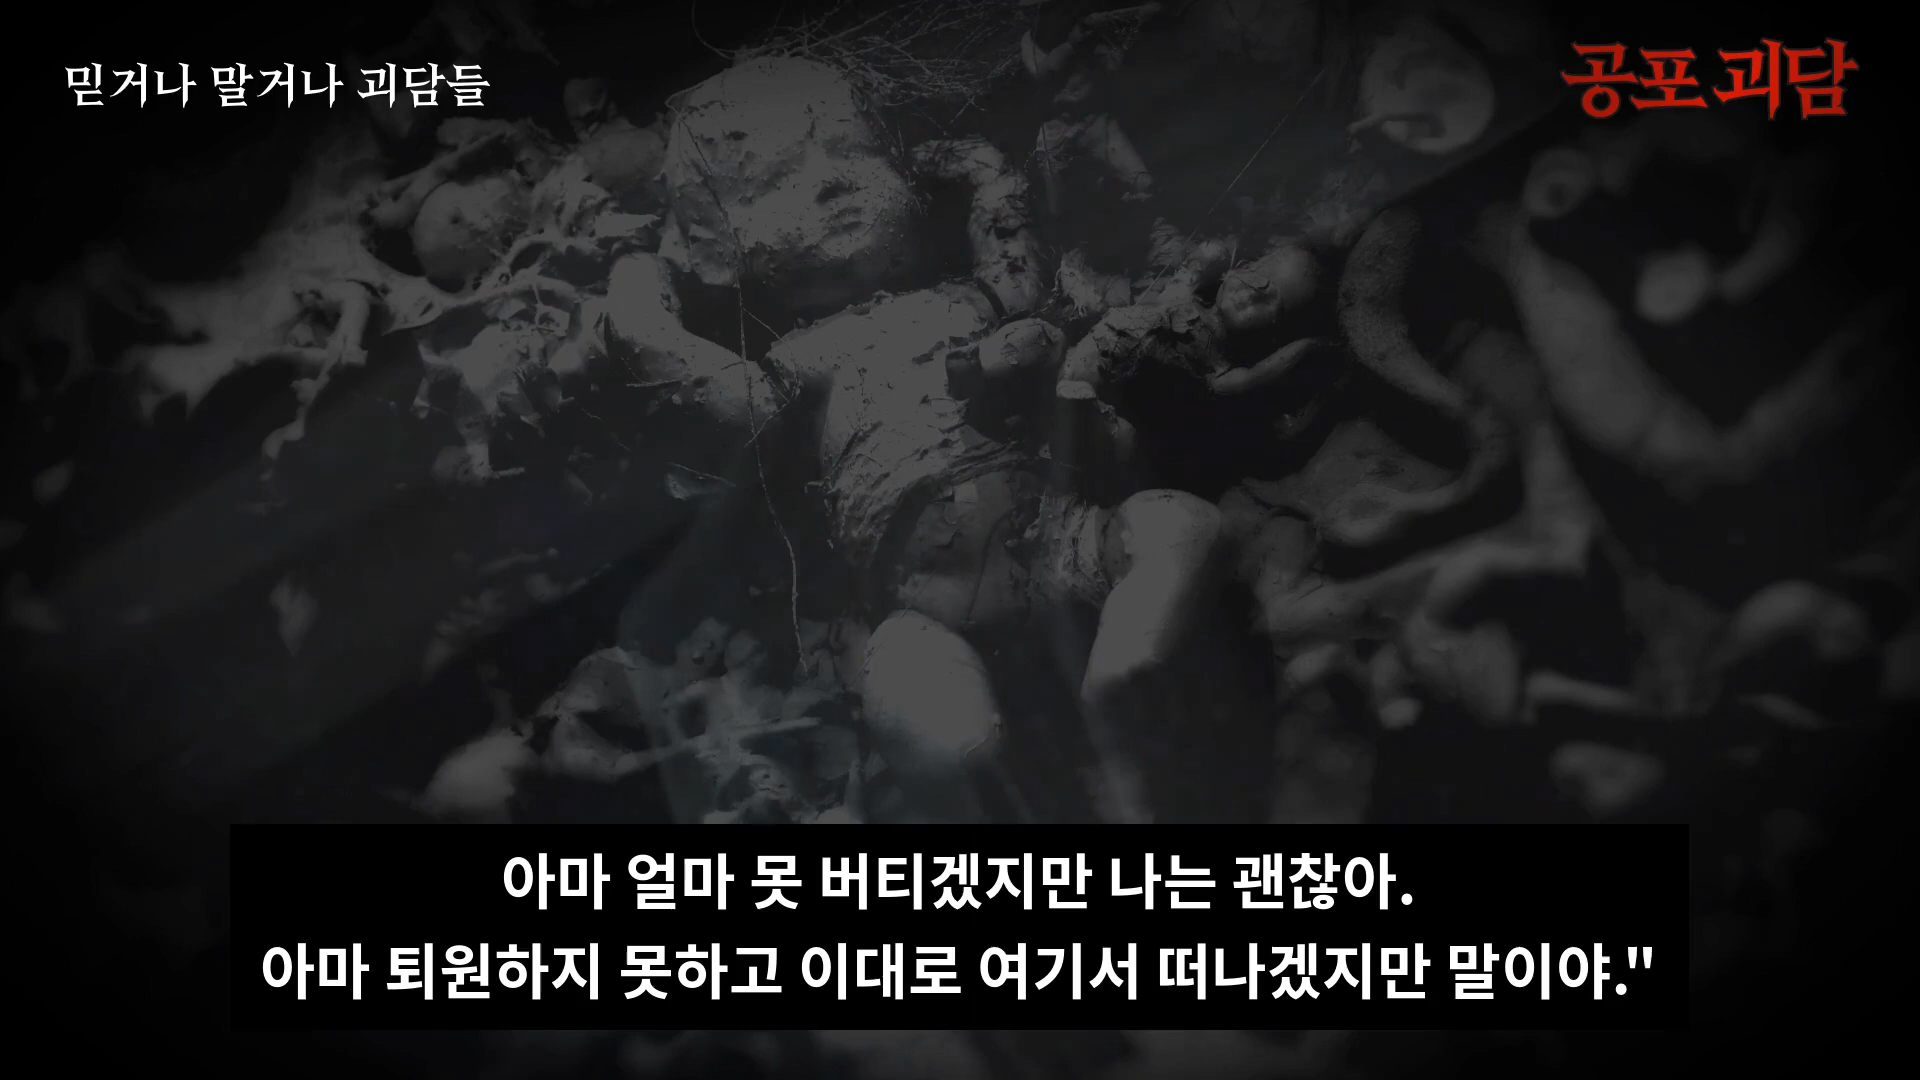 믿거나 말거나 괴담들
공포 괴담
아마 얼마 못 버티겠지만 나는 괜찮아.
아마 퇴원하지 못하고 이대로 여기서 떠나겠지만 말이야."